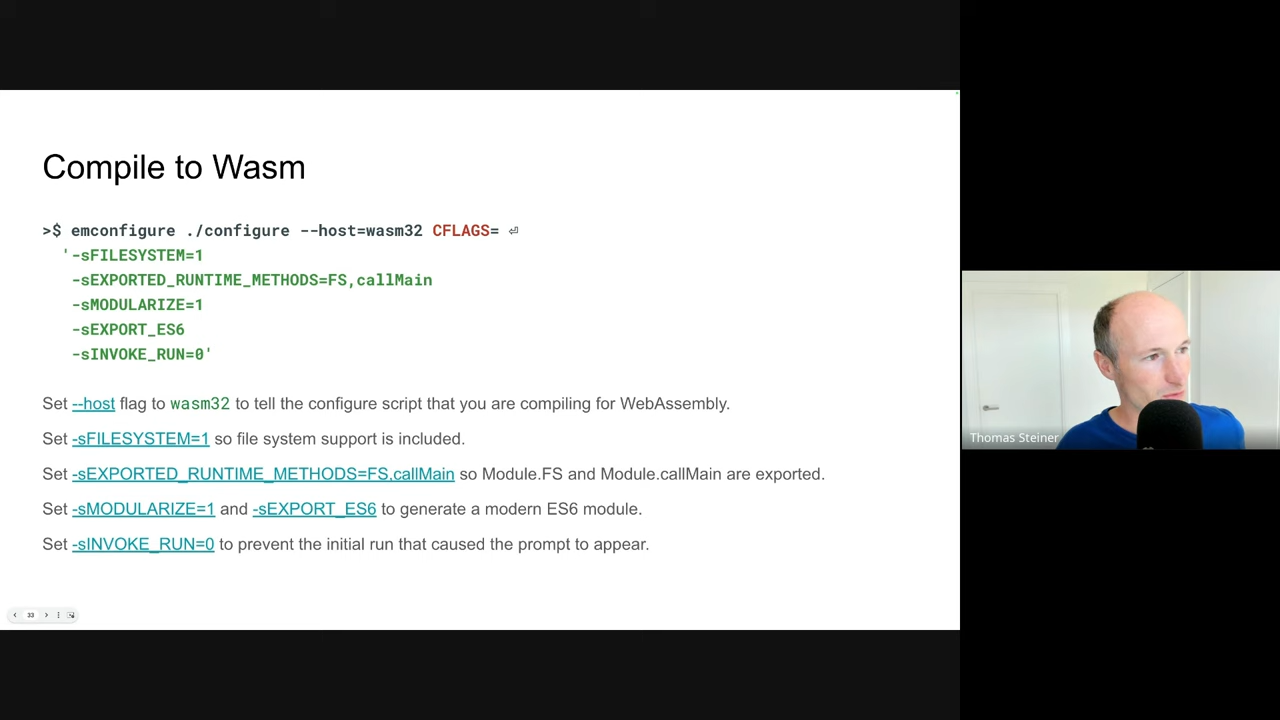 Compile to Wasm
>$ emconfigure ./configure --host=wasm32 CFLAGS= ⏎
'-sFILESYSTEM=1
-sEXPORTED_RUNTIME_METHODS=FS,callMain
-sMODULARIZE=1
-sEXPORT_ES6
-sINVOKE_RUN=0'
Set --host flag to wasm32 to tell the configure script that you are compiling for WebAssembly.
Set -sFILESYSTEM=1 so file system support is included.
Set -sEXPORTED_RUNTIME_METHODS=FS,callMain so Module.FS and Module.callMain are exported.
Set -sMODULARIZE=1 and -sEXPORT_ES6 to generate a modern ES6 module.
Set -sINVOKE_RUN=0 to prevent the initial run that caused the prompt to appear.
33
Thomas Steiner